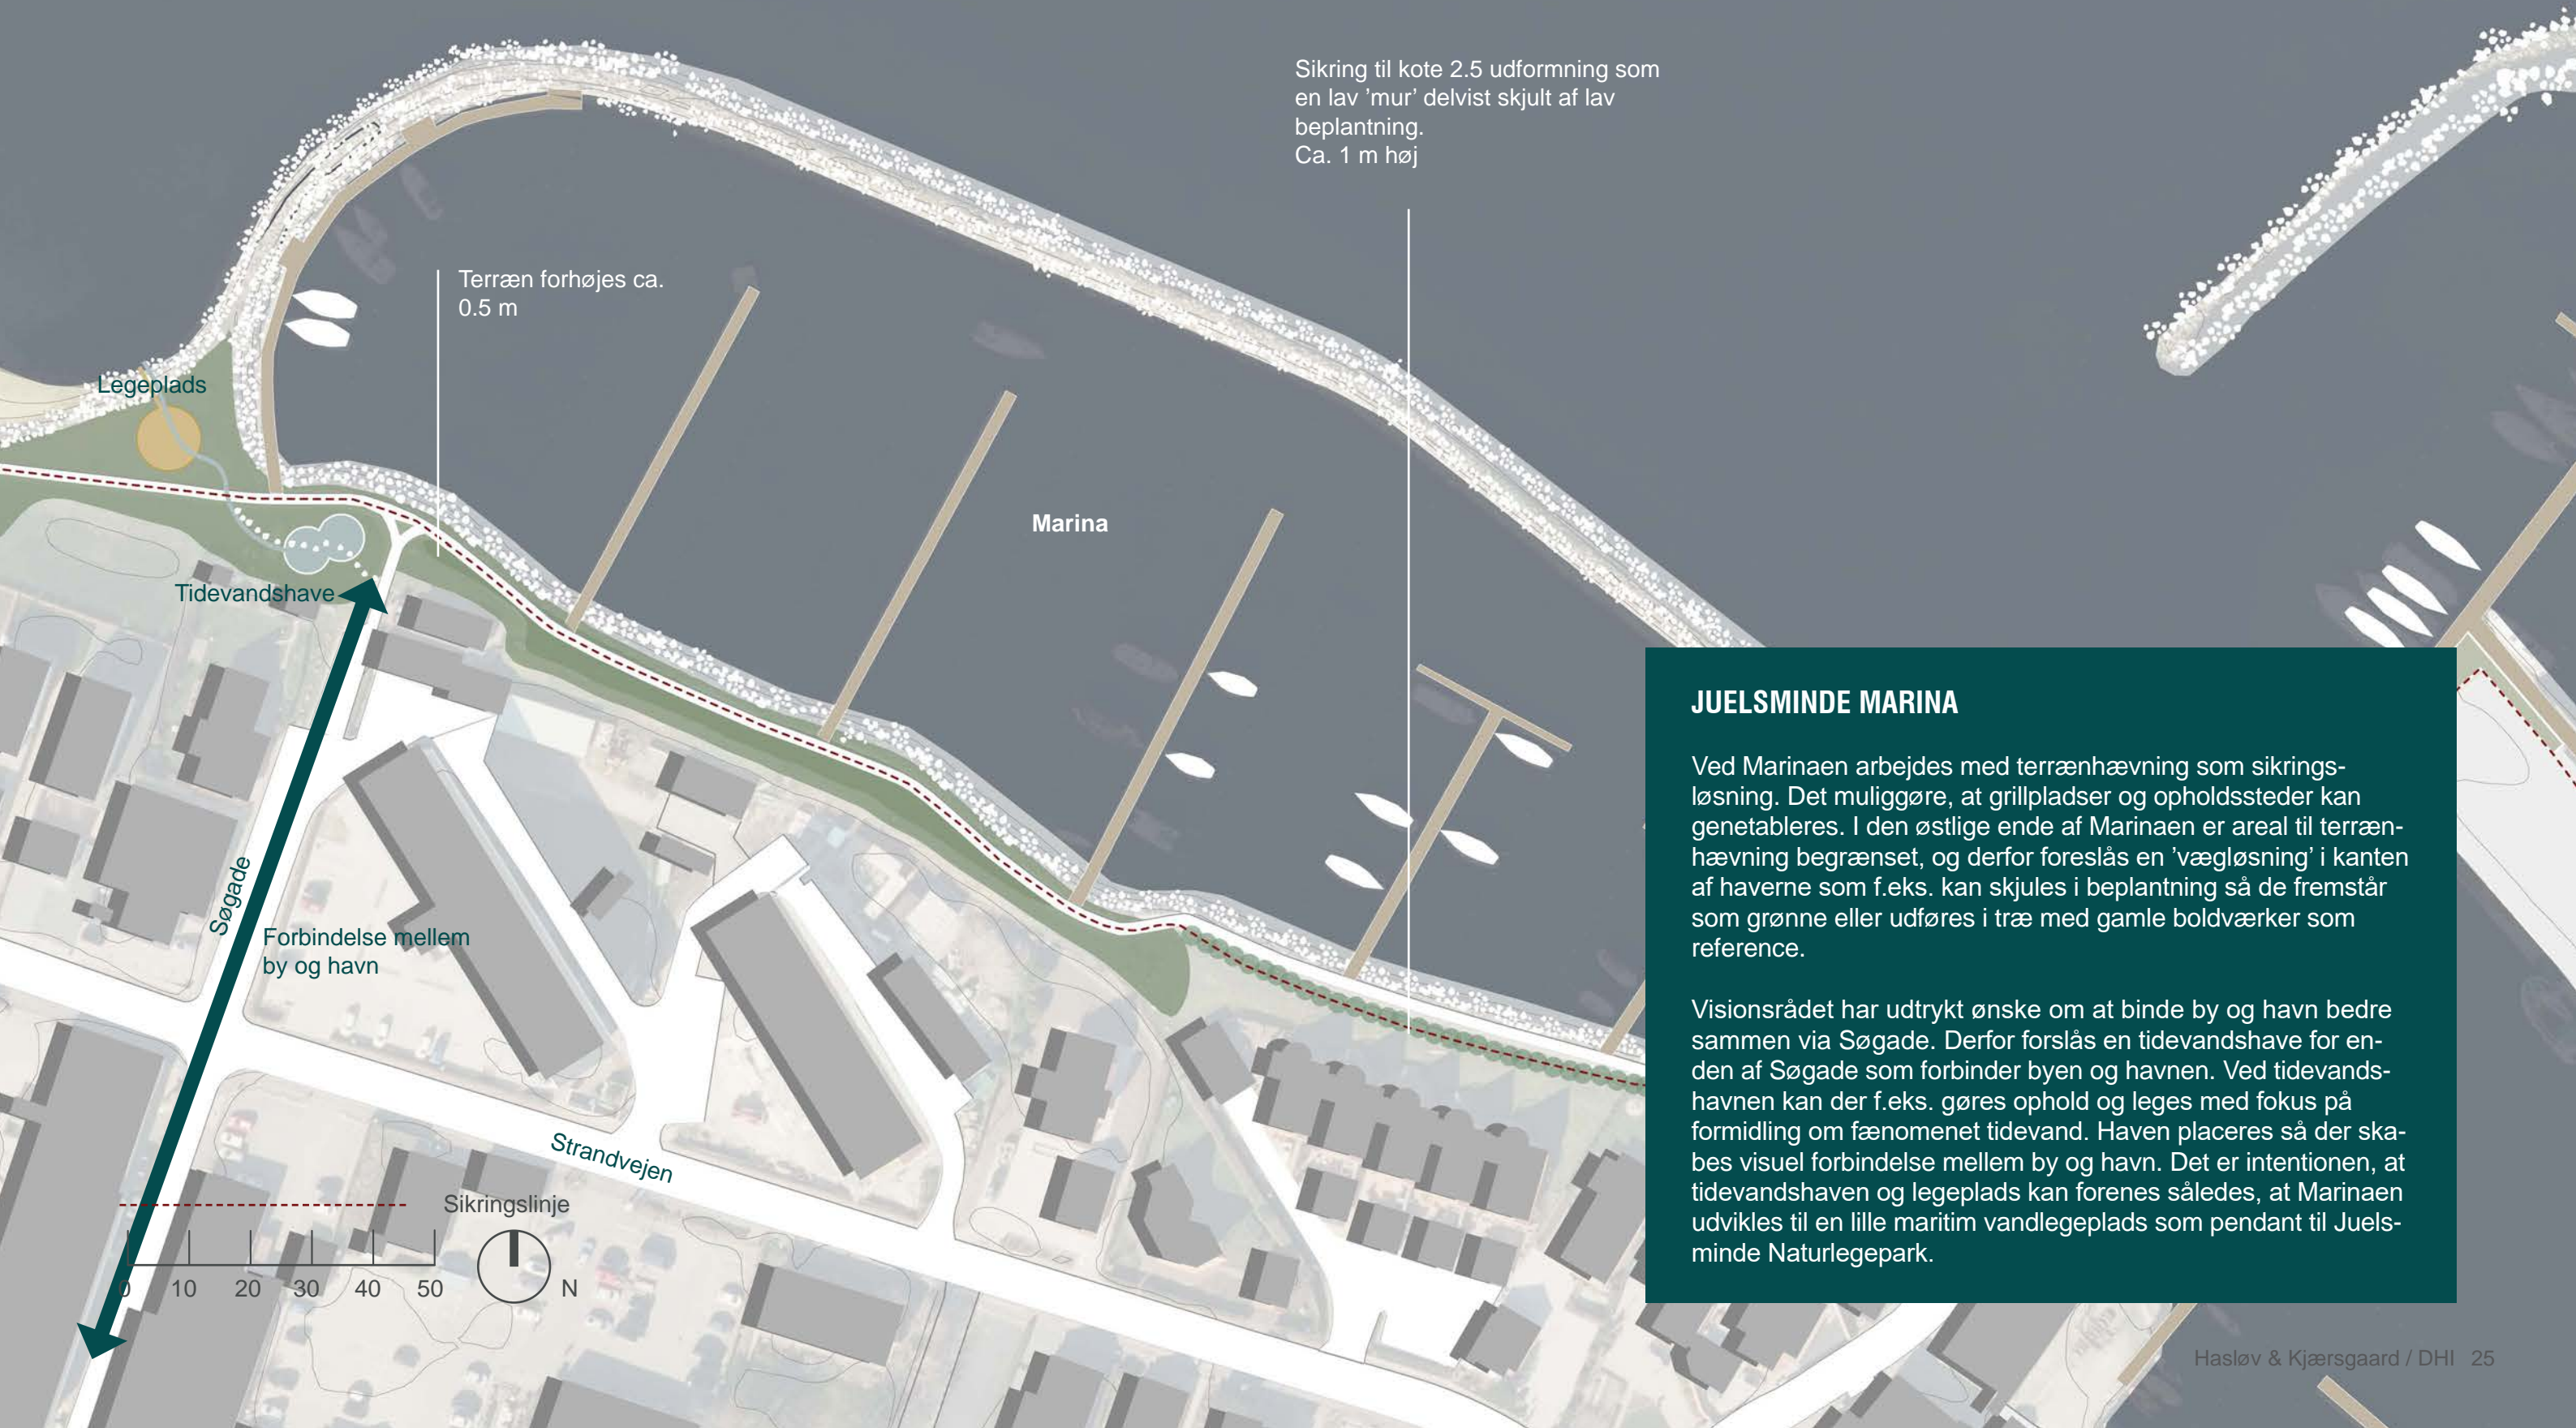 Sikring til kote 2.5 udformning som
en lav ’mur’ delvist skjult af lav
beplantning.
Ca. 1 m høj
Terræn forhøjes ca.
0.5 m
Legeplads
Marina
Tidevandshave
Søgade
Forbindelse mellem
by og havn
Strandvejen
Sikringslinje
0 10 20 30 40 50
N
JUELSMINDE MARINA
Ved Marinaen arbejdes med terrænhævning som sikrings-
løsning. Det muliggøre, at grillpladser og opholdssteder kan
genetableres. I den østlige ende af Marinaen er areal til terræn-
hævning begrænset, og derfor foreslås en ’vægløsning’ i kanten
af haverne som f.eks. kan skjules i beplantning så de fremstår
som grønne eller udføres i træ med gamle boldværker som
reference.
Visionsrådet har udtrykt ønske om at binde by og havn bedre
sammen via Søgade. Derfor forslås en tidevandshave for en-
den af Søgade som forbinder byen og havnen. Ved tidevands-
havnen kan der f.eks. gøres ophold og leges med fokus på
formidling om fænomenet tidevand. Haven placeres så der ska-
bes visuel forbindelse mellem by og havn. Det er intentionen, at
tidevandshaven og legeplads kan forenes således, at Marinaen
udvikles til en lille maritim vandlegeplads som pendant til Juels-
minde Naturlegepark.
Hasløv & Kjærsgaard / DHI 25